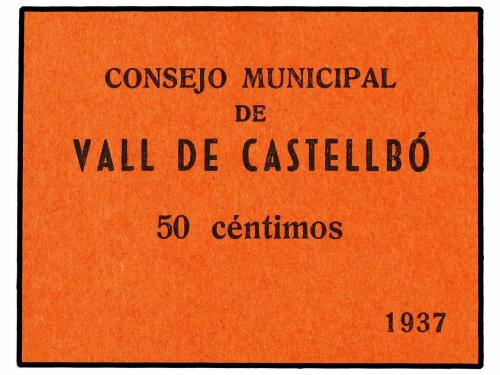 CONSEJO MUNICIPAL
DE
VALL DE CASTELLBÓ
50 céntimos
1937